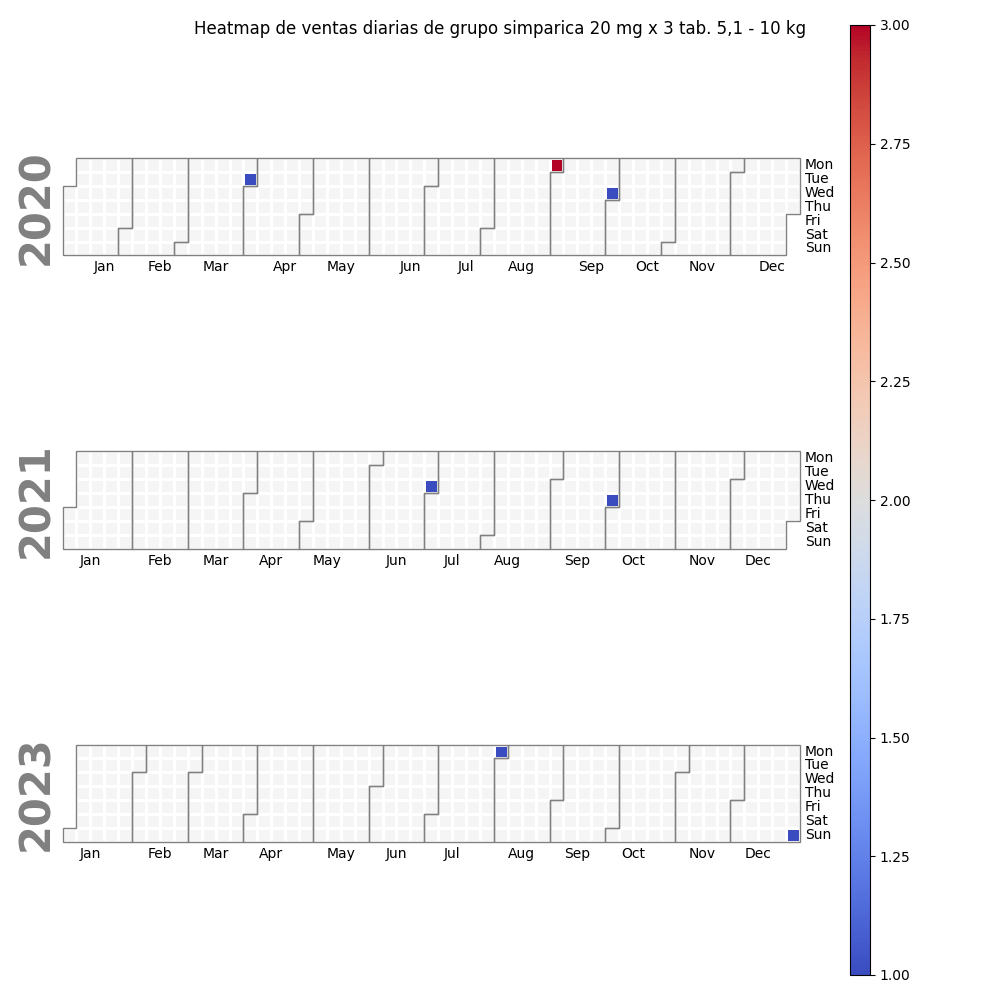 Heatmap de ventas diarias de grupo simparica 20 mg x 3 tab. 5,1 - 10 kg
2020
Mon
Tue
Wed
Thu
Fri
Sat
Sun
Jan Feb Mar Apr May Jun Jul Aug Sep Oct Nov Dec
2021
Mon
Tue
Wed
Thu
Fri
Sat
Sun
Jan Feb Mar Apr May Jun Jul Aug Sep Oct Nov Dec
2023
Mon
Tue
Wed
Thu
Fri
Sat
Sun
Jan Feb Mar Apr May Jun Jul Aug Sep Oct Nov Dec
3.00
2.75
2.50
2.25
2.00
1.75
1.50
1.25
1.00